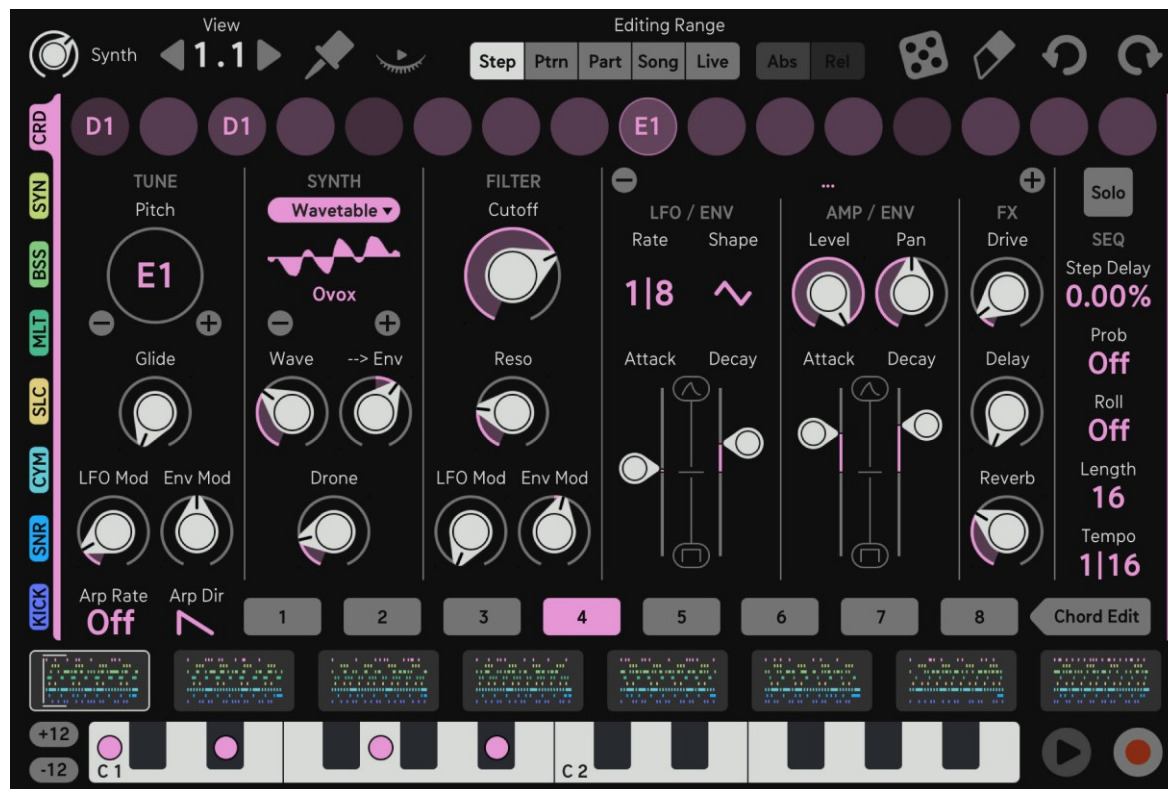 View
Editing Range
Synth
1.1
Step Ptrn Part Song Live
Abs Rel
D1 D1 E1
CRD
SYN
BSS
MLT
SLC
CYM
SNR
KICK
TUNE
Pitch
E1
Glide
LFO Mod Env Mod
Arp Rate Arp Dir
Off
SYNTH
Wavetable
Ovox
Wave --> Env
Drone
FILTER
Cutoff
Reso
LFO Mod Env Mod
...
LFO / ENV
Rate Shape
1|8
Attack Decay
AMP / ENV
Level Pan
Attack Decay
FX
Drive
Delay
Reverb
Solo
SEQ
Step Delay
0.00%
Prob
Off
Roll
Off
Length
16
Tempo
1|16
1 2 3 4 5 6 7 8
Chord Edit
+12
-12
C 1 C 2